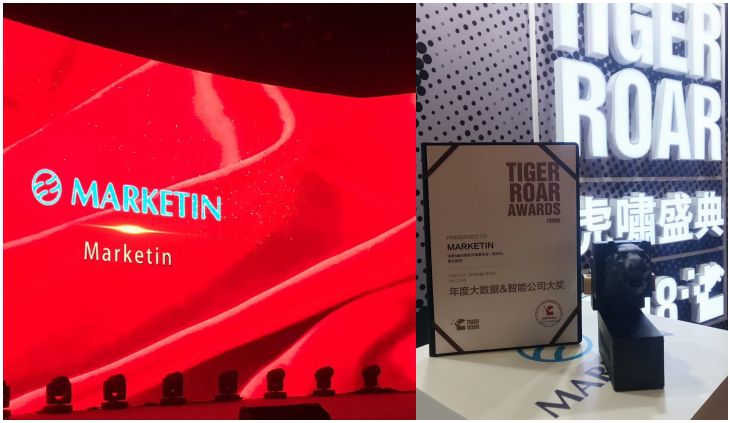 MARKETIN
Marketin
TIGER
ROAR
虎嘯盛典
TIGER
ROAR
AWARDS
CHINA
PRESENTED TO
MARKETIN
年度大数据&智能公司大奖
TIGER
ROAR